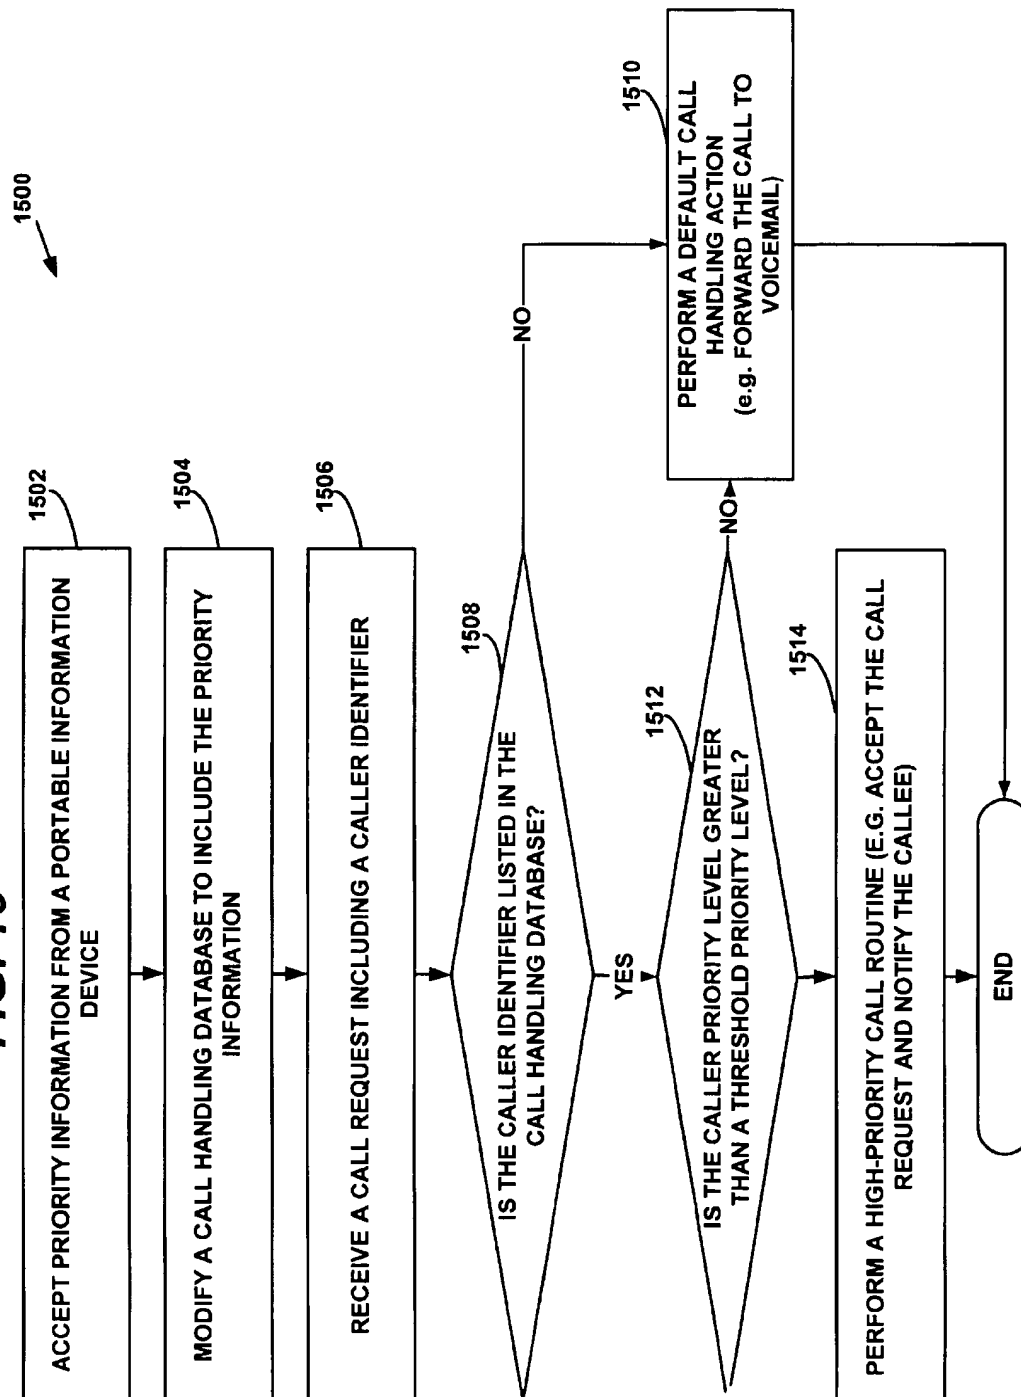 1500
1502
ACCEPT PRIORITY INFORMATION FROM A PORTABLE INFORMATION
DEVICE
1504
MODIFY A CALL HANDLING DATABASE TO INCLUDE THE PRIORITY
INFORMATION
1506
RECEIVE A CALL REQUEST INCLUDING A CALLER IDENTIFIER
1508
IS THE CALLER IDENTIFIER LISTED IN THE
CALL HANDLING DATABASE?
NO
YES
1510
PERFORM A DEFAULT CALL
HANDLING ACTION
(e.g. FORWARD THE CALL TO
VOICEMAIL)
1512
IS THE CALLER PRIORITY LEVEL GREATER
THAN A THRESHOLD PRIORITY LEVEL?
NO
1514
PERFORM A HIGH-PRIORITY CALL ROUTINE (E.G. ACCEPT THE CALL
REQUEST AND NOTIFY THE CALLEE)
END